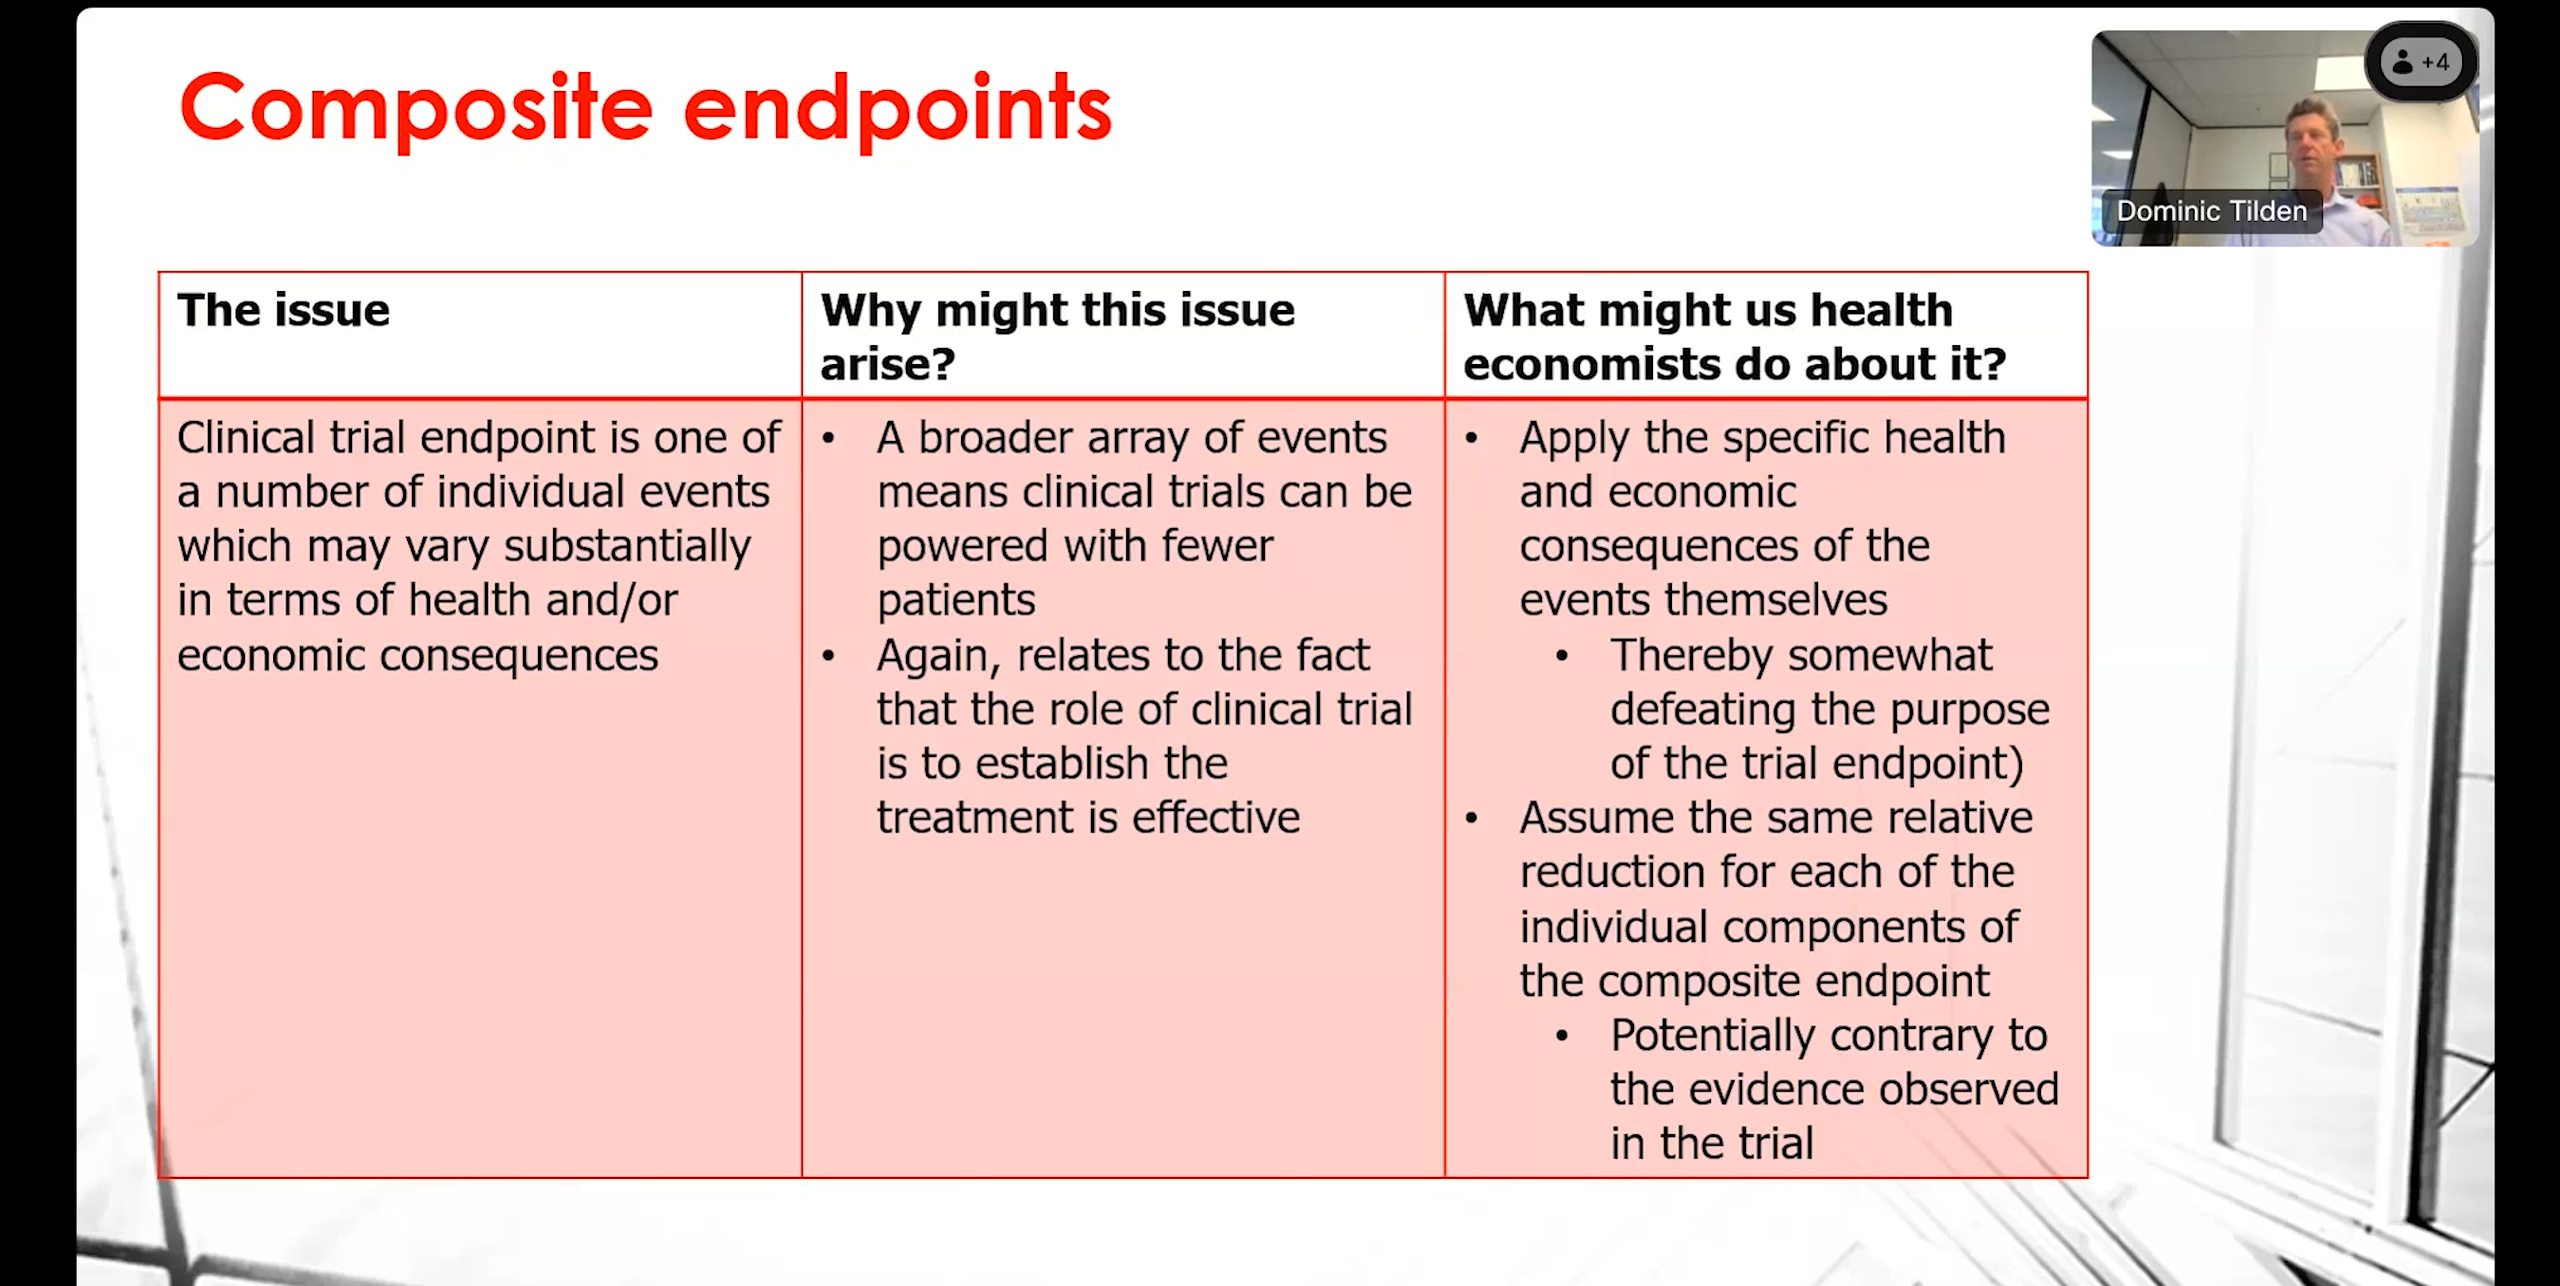 Composite endpoints
+4
Dominic Tilden
The issue
Why might this issue
arise?
What might us health
economists do about it?
Clinical trial endpoint is one of
a number of individual events
which may vary substantially
in terms of health and/or
economic consequences
• A broader array of events
means clinical trials can be
powered with fewer
patients
• Again, relates to the fact
that the role of clinical trial
is to establish the
treatment is effective
• Apply the specific health
and economic
consequences of the
events themselves
• Thereby somewhat
defeating the purpose
of the trial endpoint)
• Assume the same relative
reduction for each of the
individual components of
the composite endpoint
• Potentially contrary to
the evidence observed
in the trial